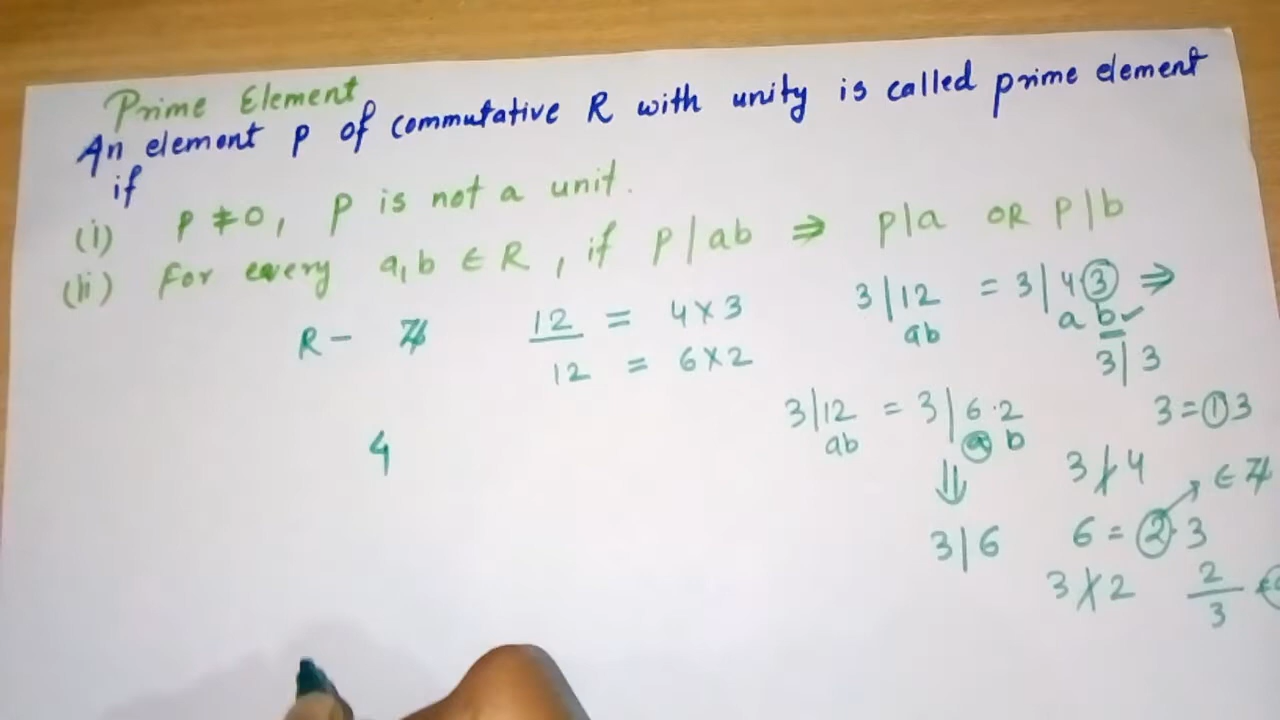 Prime Element
An element p of commutative R with unity is called prime element
if
(i) p ≠ 0, p is not a unit.
(ii) For every a,b ∈ R, if p | ab ⇒ p|a OR p|b
R - ℤ
12 = 4 × 3
12 = 6 × 2
3 | 12 = 3 | 4·3 ⇒
ab a b ✓
3 | 3
3 | 12 = 3 | 6·2
ab a b
3 = 1 3
4
⇓
3 ∤ 4
3 | 6
6 = 2·3 ∈ ℤ
3 ∤ 2
2/3